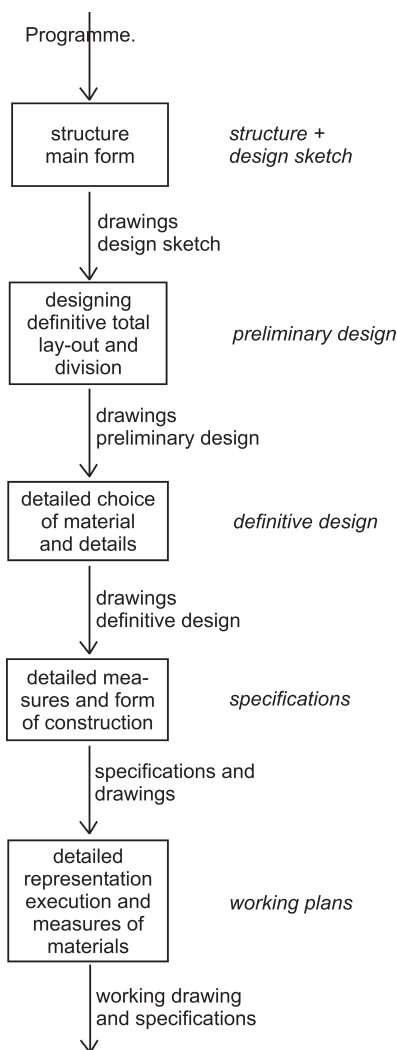 Programme.
structure
main form
structure +
design sketch
drawings
design sketch
designing
definitive total
lay-out and
division
preliminary design
drawings
preliminary design
detailed choice
of material
and details
definitive design
drawings
definitive design
detailed mea-
sures and form
of construction
specifications
specifications and
drawings
detailed
representation
execution and
measures of
materials
working plans
working drawing
and specifications